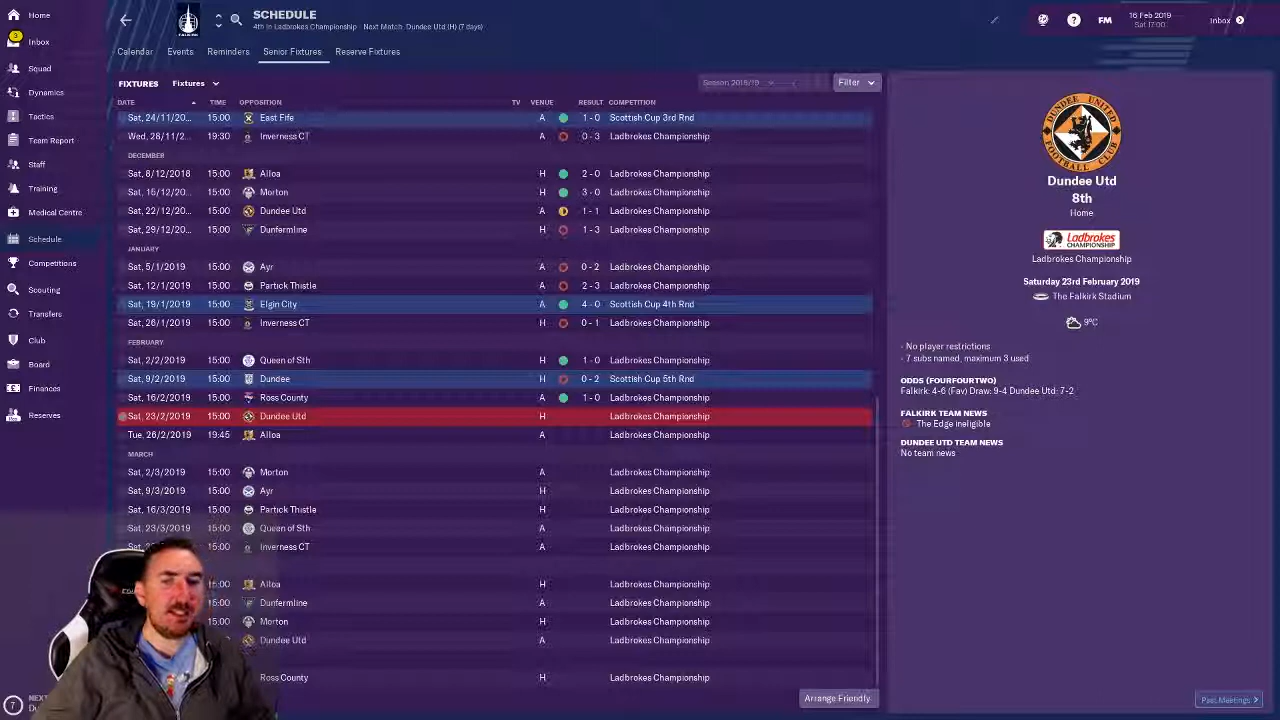 SCHEDULE
4th in Ladbrokes Championship - Next Match: Dundee Utd (H) (7 days)
FM
16 Feb 2019
Sat 17:00
Inbox
3
Inbox
Squad
Dynamics
Tactics
Team Report
Staff
Training
Medical Centre
Schedule
Competitions
Scouting
Transfers
Club
Board
Finances
Reserves
Calendar
Events
Reminders
Senior Fixtures
Reserve Fixtures
FIXTURES Fixtures
Season 2018/19
Filter
DATE TIME OPPOSITION TV VENUE RESULT COMPETITION
Sat, 24/11/20... 15:00 East Fife A 1 - 0 Scottish Cup 3rd Rnd
Wed, 28/11/2... 19:30 Inverness CT A 0 - 3 Ladbrokes Championship
DECEMBER
Sat, 8/12/2018 15:00 Alloa H 2 - 0 Ladbrokes Championship
Sat, 15/12/20... 15:00 Morton H 3 - 0 Ladbrokes Championship
Sat, 22/12/20... 15:00 Dundee Utd A 1 - 1 Ladbrokes Championship
Sat, 29/12/20... 15:00 Dunfermline H 1 - 3 Ladbrokes Championship
JANUARY
Sat, 5/1/2019 15:00 Ayr A 0 - 2 Ladbrokes Championship
Sat, 12/1/2019 15:00 Partick Thistle A 2 - 3 Ladbrokes Championship
Sat, 19/1/2019 15:00 Elgin City A 4 - 0 Scottish Cup 4th Rnd
Sat, 26/1/2019 15:00 Inverness CT H 0 - 1 Ladbrokes Championship
FEBRUARY
Sat, 2/2/2019 15:00 Queen of Sth H 1 - 0 Ladbrokes Championship
Sat, 9/2/2019 15:00 Dundee H 0 - 2 Scottish Cup 5th Rnd
Sat, 16/2/2019 15:00 Ross County A 1 - 0 Ladbrokes Championship
Sat, 23/2/2019 15:00 Dundee Utd H Ladbrokes Championship
Tue, 26/2/2019 19:45 Alloa A Ladbrokes Championship
MARCH
Sat, 2/3/2019 15:00 Morton A Ladbrokes Championship
Sat, 9/3/2019 15:00 Ayr H Ladbrokes Championship
Sat, 16/3/2019 15:00 Partick Thistle H Ladbrokes Championship
Sat, 23/3/2019 15:00 Queen of Sth A Ladbrokes Championship
15:00 Inverness CT A Ladbrokes Championship
15:00 Alloa H Ladbrokes Championship
15:00 Dunfermline A Ladbrokes Championship
15:00 Morton H Ladbrokes Championship
15:00 Dundee Utd A Ladbrokes Championship
Ross County H Ladbrokes Championship
Arrange Friendly
DUNDEE UNITED
FOOTBALL CLUB
Dundee Utd
8th
Home
Ladbrokes
CHAMPIONSHIP
Ladbrokes Championship
Saturday 23rd February 2019
The Falkirk Stadium
9°C
- No player restrictions
- 7 subs named, maximum 3 used
ODDS (FOURFOURTWO)
Falkirk: 4-6 (Fav) Draw: 9-4 Dundee Utd: 7-2
FALKIRK TEAM NEWS
The Edge ineligible
DUNDEE UTD TEAM NEWS
No team news
Past Meetings
7